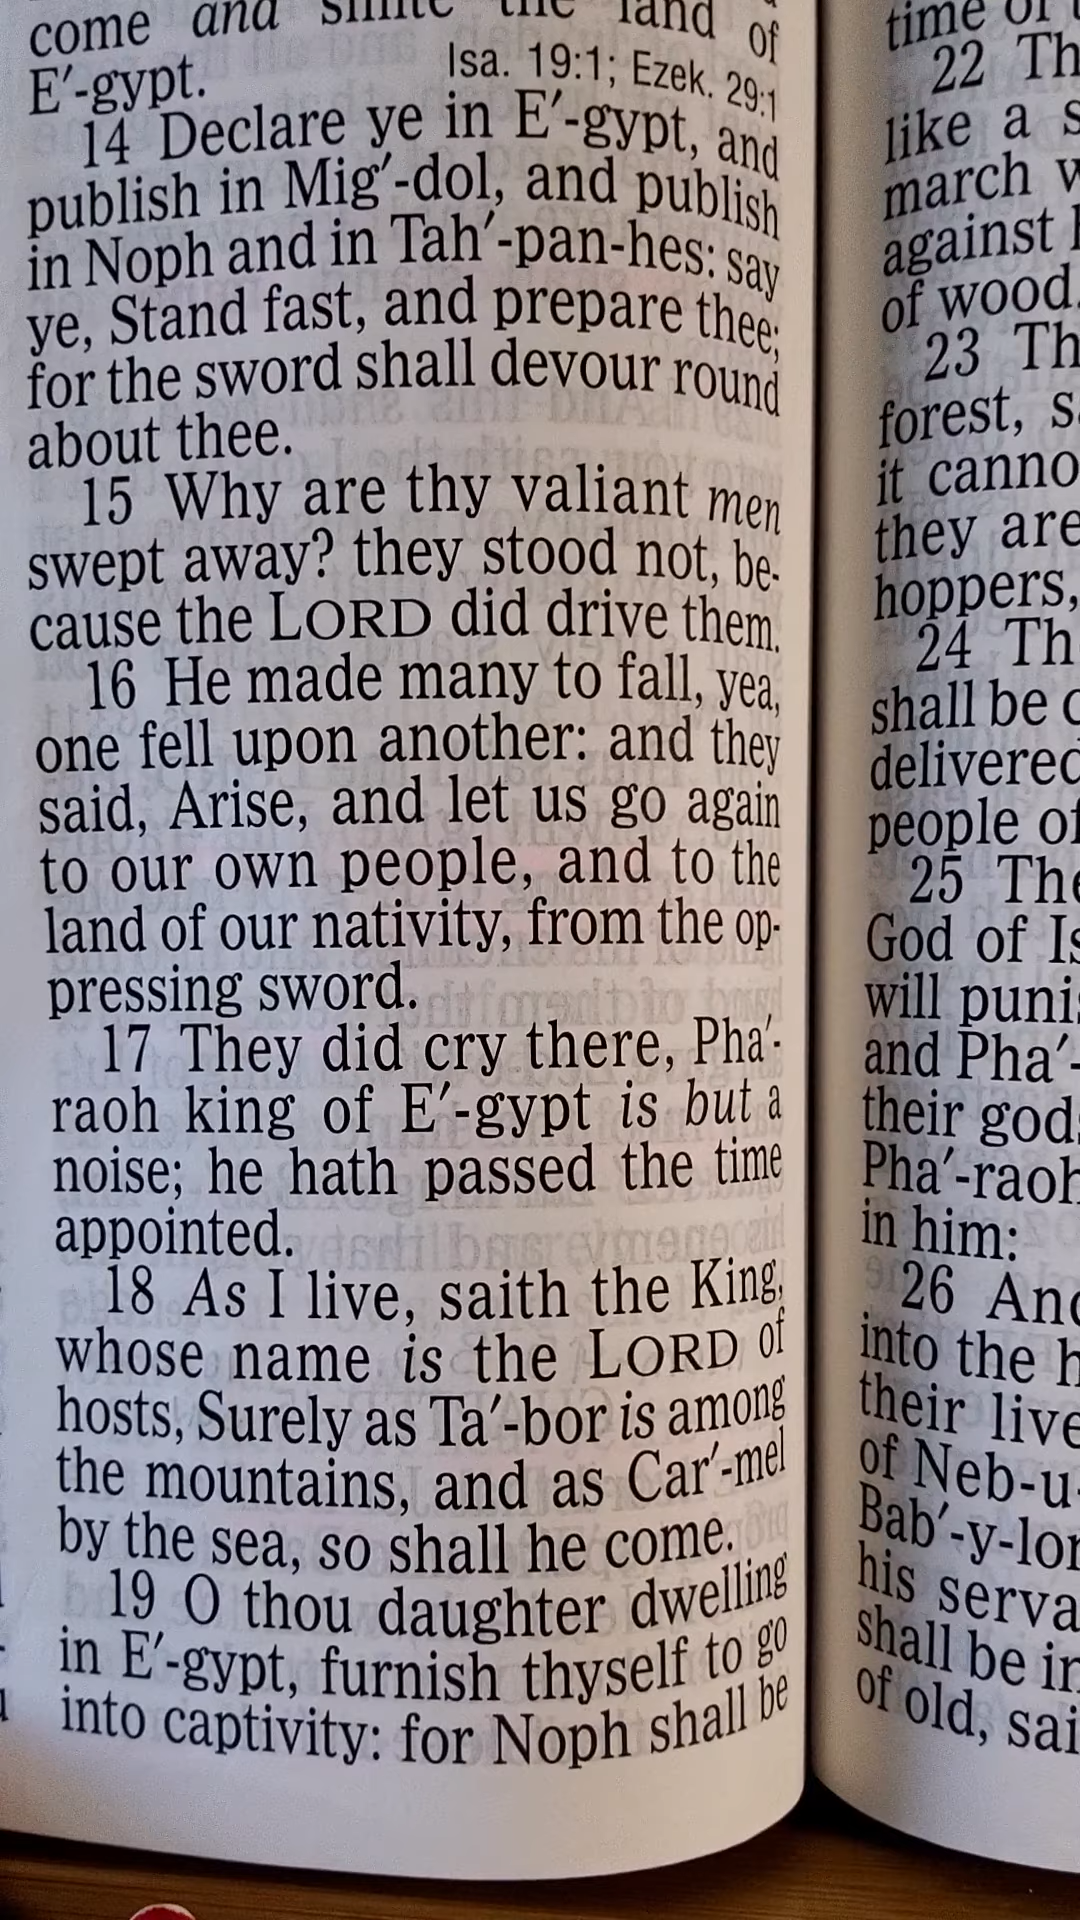 come and smite the land of
E′-gypt. Isa. 19:1; Ezek. 29:1
14 Declare ye in E′-gypt, and
publish in Mig′-dol, and publish
in Noph and in Tah′-pan-hes: say
ye, Stand fast, and prepare thee;
for the sword shall devour round
about thee.
15 Why are thy valiant men
swept away? they stood not, be-
cause the LORD did drive them.
16 He made many to fall, yea,
one fell upon another: and they
said, Arise, and let us go again
to our own people, and to the
land of our nativity, from the op-
pressing sword.
17 They did cry there, Pha′-
raoh king of E′-gypt is but a
noise; he hath passed the time
appointed.
18 As I live, saith the King,
whose name is the LORD of
hosts, Surely as Ta′-bor is among
the mountains, and as Car′-mel
by the sea, so shall he come.
19 O thou daughter dwelling
in E′-gypt, furnish thyself to go
into captivity: for Noph shall be
time of
22 Th
like a s
march w
against
of wood.
23 Th
forest, s
it canno
they are
hoppers,
24 Th
shall be c
delivered
people of
25 The
God of Is
will puni
and Pha′-
their gods
Pha′-raoh
in him:
26 And
into the h
their live
of Neb-u-
Bab′-y-lon
his serva
shall be in
of old, sai